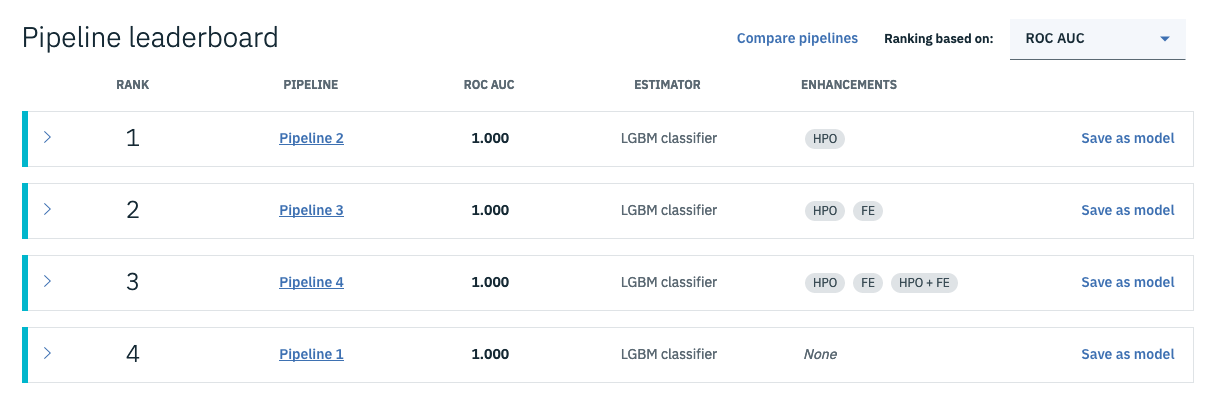 Pipeline leaderboard
Compare pipelines Ranking based on: ROC AUC
RANK PIPELINE ROC AUC ESTIMATOR ENHANCEMENTS
1 Pipeline 2 1.000 LGBM classifier HPO Save as model
2 Pipeline 3 1.000 LGBM classifier HPO FE Save as model
3 Pipeline 4 1.000 LGBM classifier HPO FE HPO + FE Save as model
4 Pipeline 1 1.000 LGBM classifier None Save as model